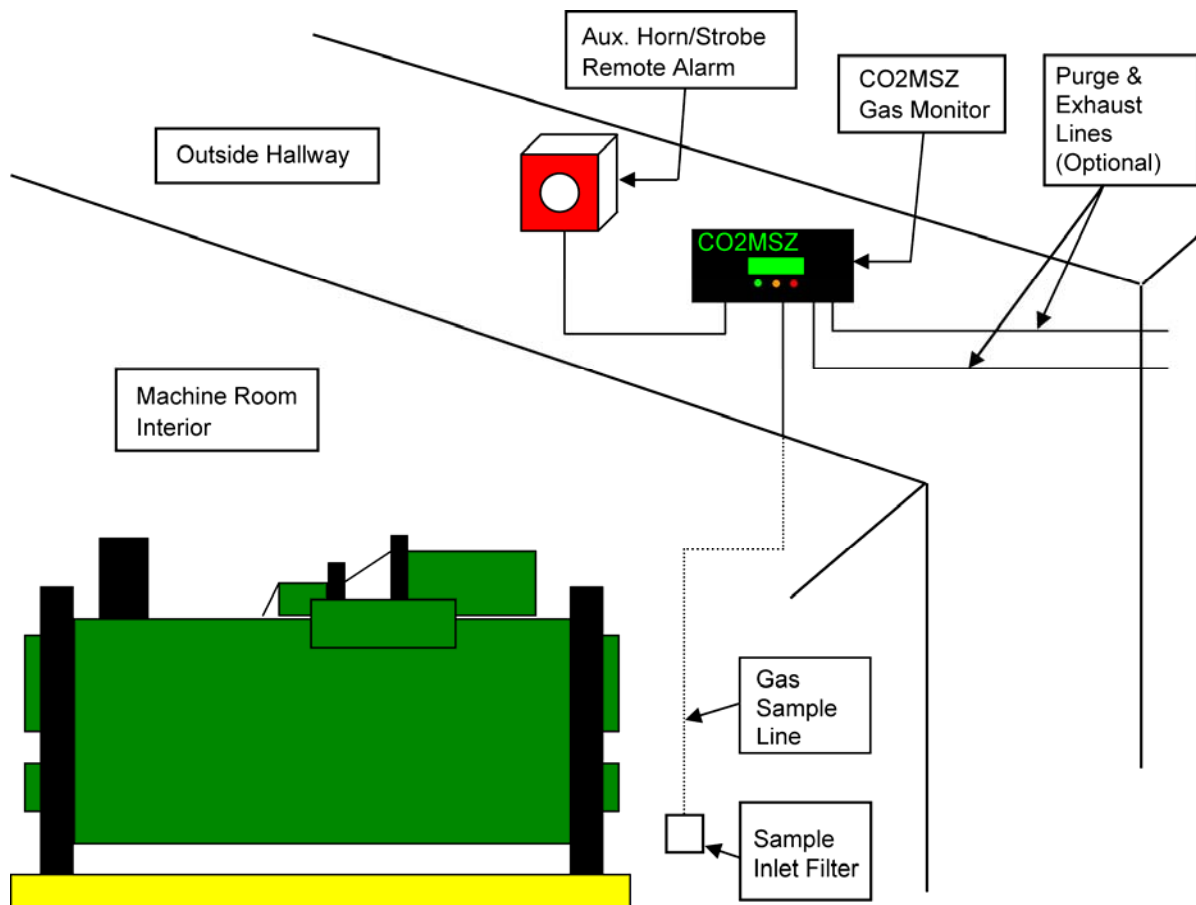 Aux. Horn/Strobe
Remote Alarm
CO2MSZ
Gas Monitor
Purge &
Exhaust
Lines
(Optional)
Outside Hallway
CO2MSZ
Machine Room
Interior
Gas
Sample
Line
Sample
Inlet Filter